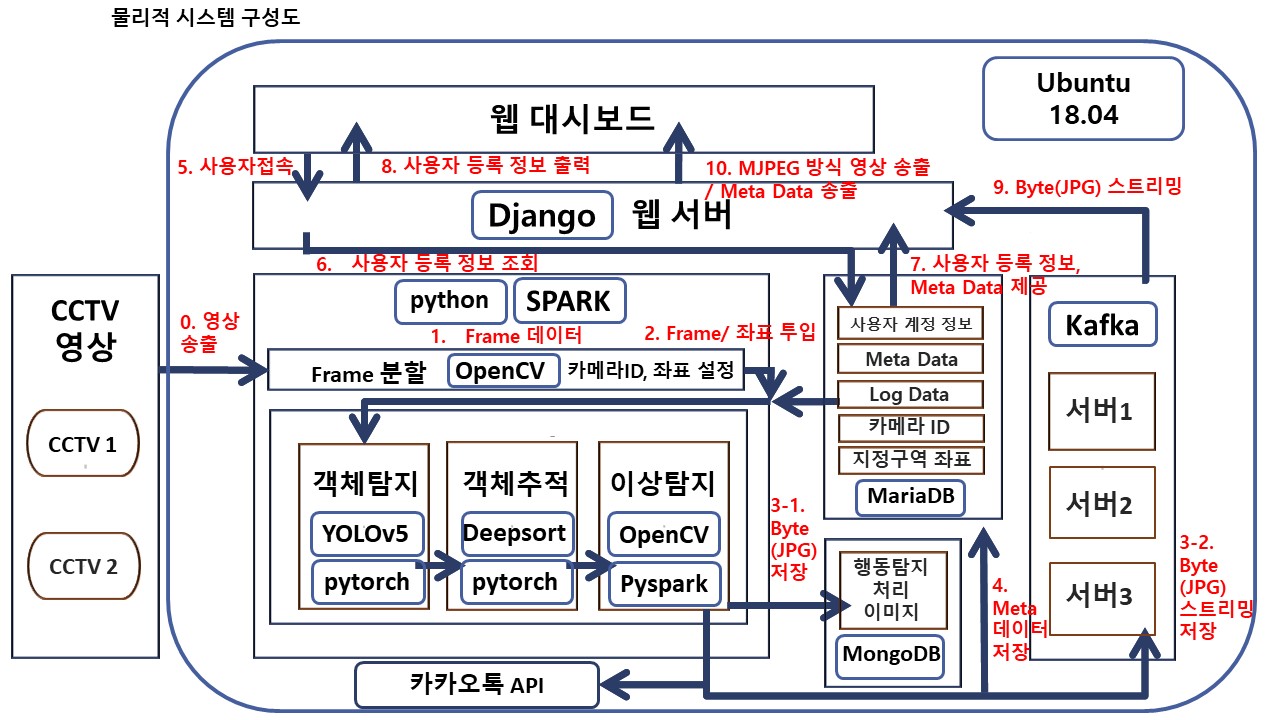 물리적 시스템 구성도
Ubuntu
18.04
웹 대시보드
5. 사용자접속
8. 사용자 등록 정보 출력
10. MJPEG 방식 영상 송출
/ Meta Data 송출
9. Byte(JPG) 스트리밍
Django 웹 서버
6. 사용자 등록 정보 조회
7. 사용자 등록 정보,
Meta Data 제공
CCTV
영상
CCTV 1
CCTV 2
0. 영상
송출
python
SPARK
1. Frame 데이터
2. Frame/ 좌표 투입
Frame 분할
OpenCV
카메라ID, 좌표 설정
객체탐지
YOLOv5
pytorch
객체추적
Deepsort
pytorch
이상탐지
OpenCV
Pyspark
사용자 계정 정보
Meta Data
Log Data
카메라 ID
지정구역 좌표
MariaDB
3-1.
Byte
(JPG)
저장
행동탐지
처리
이미지
MongoDB
4.
Meta
데이터
저장
Kafka
서버1
서버2
서버3
3-2.
Byte
(JPG)
스트리밍
저장
카카오톡 API